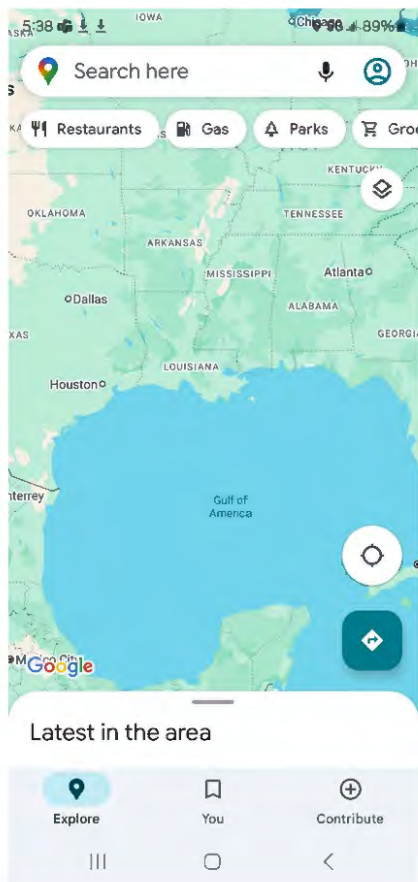 IOWA
5:38
89%
Search here
Restaurants
Gas
Parks
KENTUCKY
OKLAHOMA
TENNESSEE
ARKANSAS
MISSISSIPPI
Atlanta
Dallas
ALABAMA
LOUISIANA
Houston
Gulf of
America
Google
Latest in the area
Explore
You
Contribute